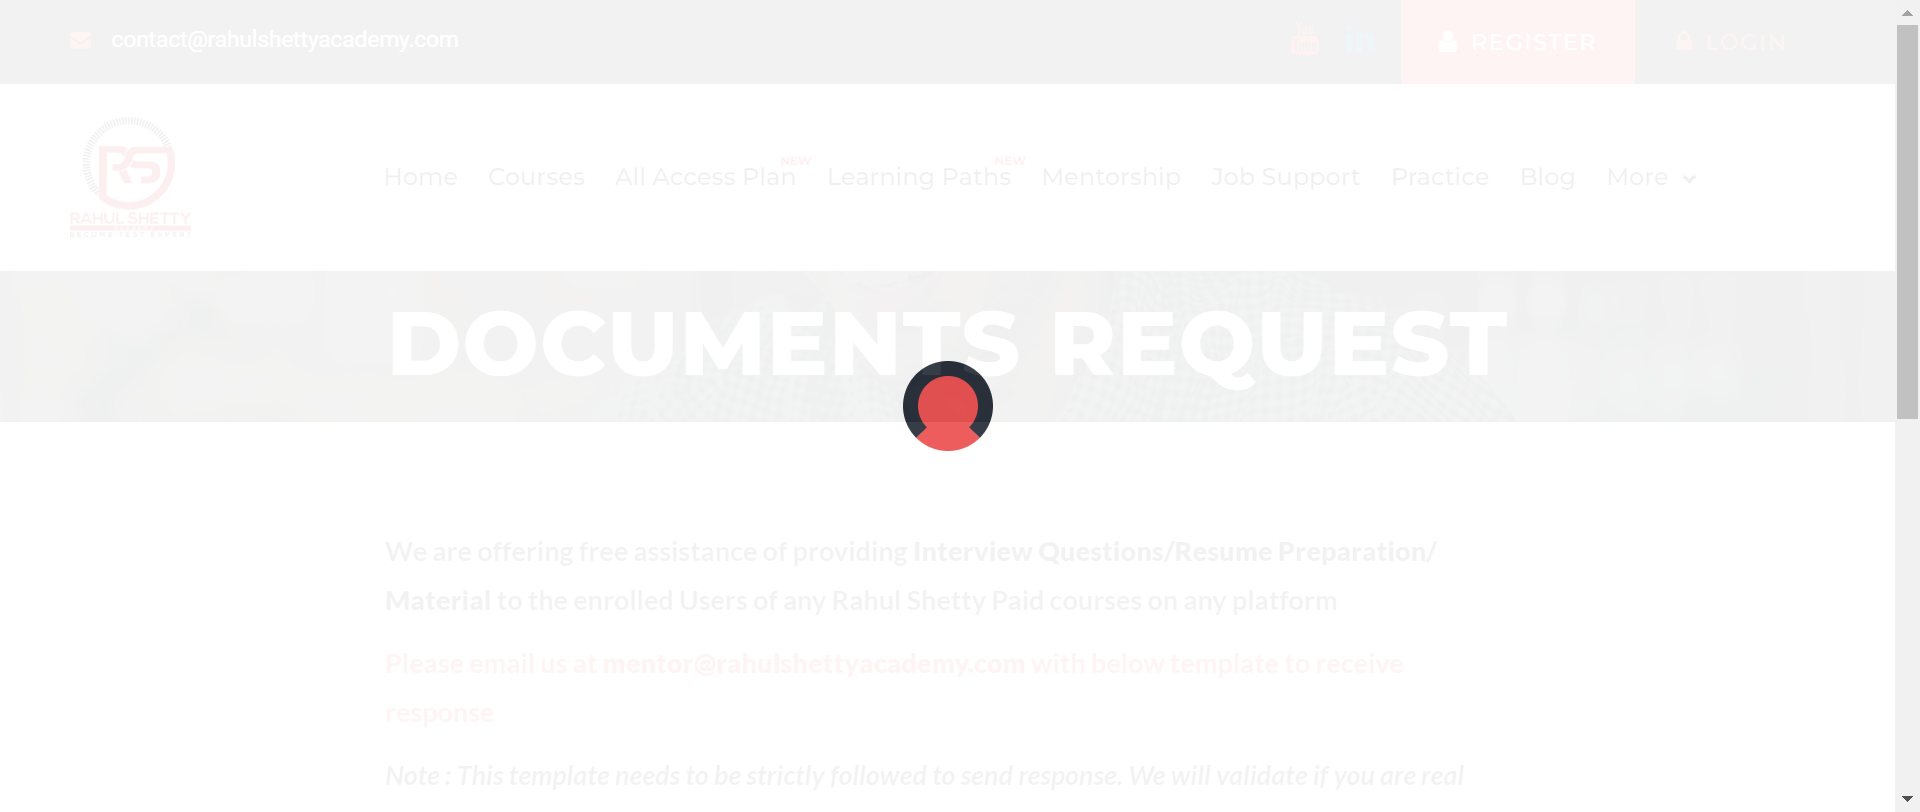 contact@rahulshettyacademy.com
REGISTER
LOGIN
RAHUL SHETTY
ACADEMY
BECOME TEST EXPERT
Home
Courses
All Access Plan NEW
Learning Paths NEW
Mentorship
Job Support
Practice
Blog
More
DOCUMENTS REQUEST
We are offering free assistance of providing Interview Questions/Resume Preparation/
Material to the enrolled Users of any Rahul Shetty Paid courses on any platform
Please email us at mentor@rahulshettyacademy.com with below template to receive
response
Note : This template needs to be strictly followed to send response. We will validate if you are real